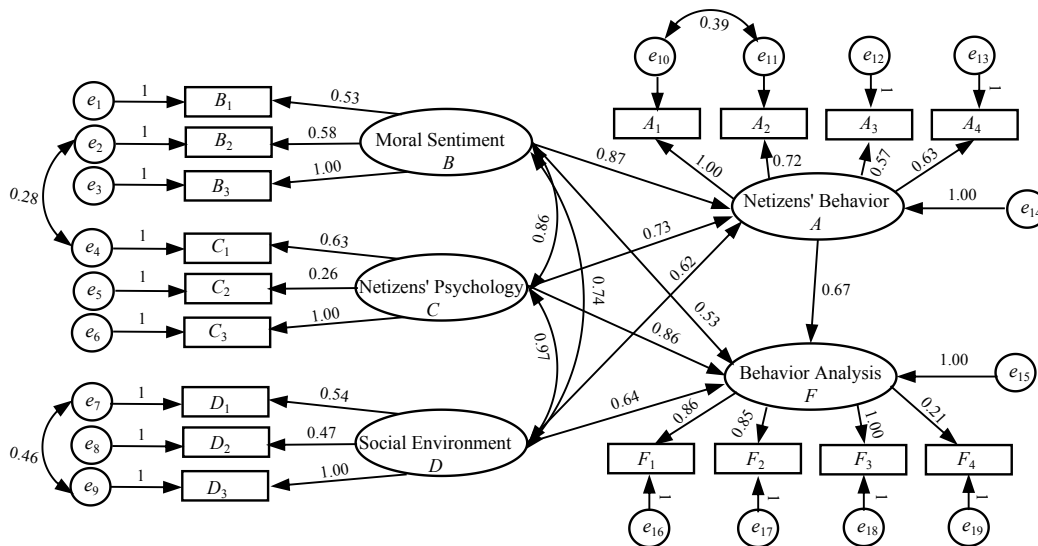 0.39
e10
e11
e12
e13
e1
1
B1
0.53
A1
A2
A3
1
A4
1
e2
1
B2
0.58
Moral Sentiment
B
0.87
1.00
0.72
0.57
0.63
e3
1
B3
1.00
Netizens' Behavior
A
1.00
e14
0.28
0.86
0.73
e4
1
C1
0.63
0.62
e5
1
C2
0.26
Netizens' Psychology
C
0.74
0.67
e6
1
C3
1.00
0.53
0.86
0.97
Behavior Analysis
F
1.00
e15
e7
1
D1
0.54
0.64
0.86
0.85
1.00
0.21
e8
1
D2
0.47
Social Environment
D
0.46
e9
1
D3
1.00
F1
F2
F3
F4
1
1
1
1
e16
e17
e18
e19